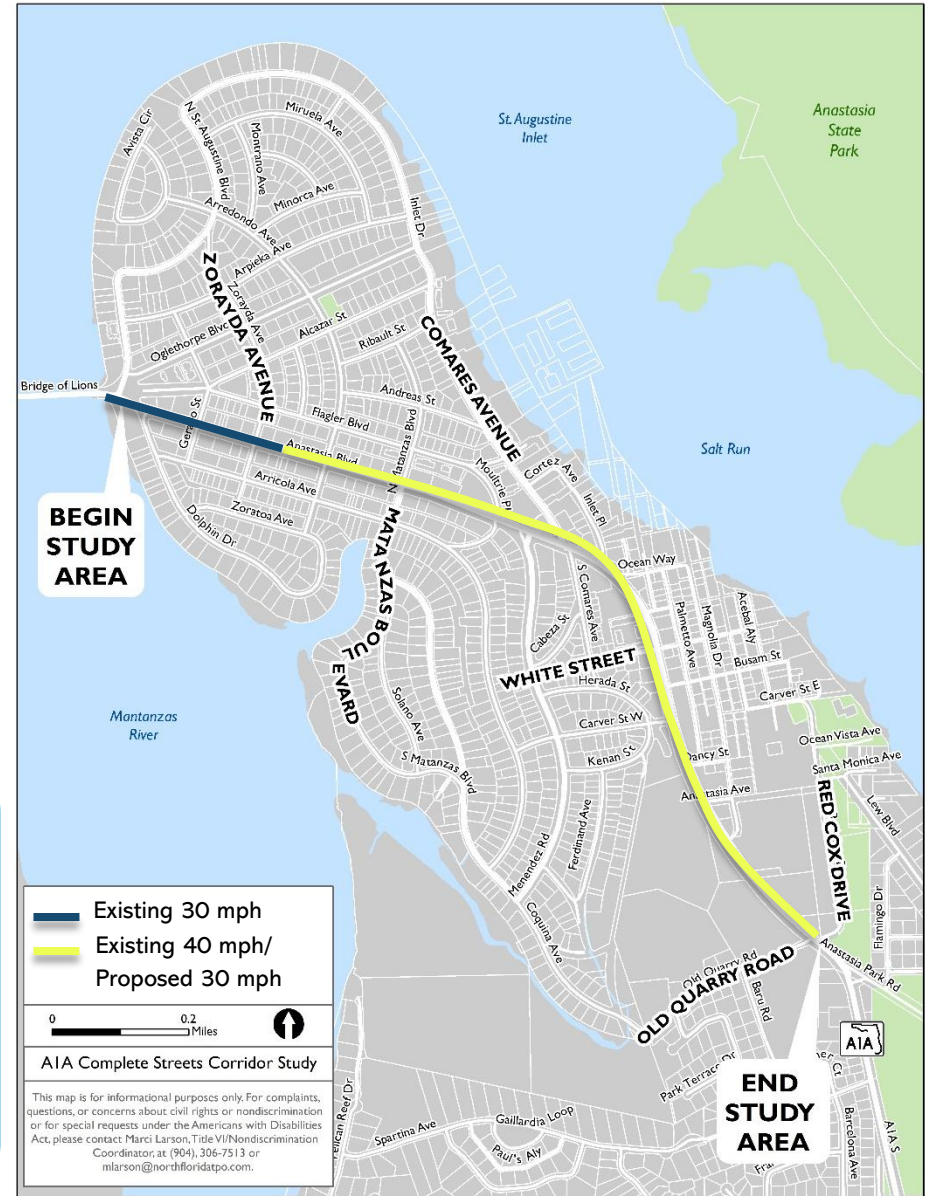 St. Augustine
Inlet
Anastasia
State
Park
Avista Cir
N St. Augustine Blvd
Montrano Ave
Miruela Ave
Minorca Ave
Arredondo Ave
Arpieka Ave
Inlet Dr
ZORAYDA AVENUE
Zorayda Ave
Oglethorpe Blvd
Alcazar St
Ribault St
COMARES AVENUE
Bridge of Lions
Andreas St
Flagler Blvd
N Matanzas Blvd
Anastasia Blvd
Moultrie Pl
Cortez Ave
Inlet Pl
Salt Run
Arricola Ave
Zoratoa Ave
Dolphin Dr
BEGIN
STUDY
AREA
MATANZAS BOULEVARD
Ocean Way
S Comares Ave
Cabeza St
Palmetto Ave
Magnolia Dr
Acebal Aly
WHITE STREET
Busam St
Herada St
Carver St E
Mantanzas
River
Solano Ave
Carver St W
Ocean Vista Ave
Kenan St
Dancy St
Santa Monica Ave
S Matanzas Blvd
Anastasia Ave
RED COX DRIVE
Lew Blvd
Ferdinand Ave
Menendez Rd
Coquina Ave
Flamingo Dr
Existing 30 mph
Existing 40 mph/
Proposed 30 mph
Old Quarry Rd
Anastasia Park Rd
OLD QUARRY ROAD
Baru Rd
0 0.2
Miles
A1A
A1A Complete Streets Corridor Study
Park Terrace Dr
Ct
END
STUDY
AREA
This map is for informational purposes only. For complaints,
questions, or concerns about civil rights or nondiscrimination
or for special requests under the Americans with Disabilities
Act, please contact Marci Larson, Title VI/Nondiscrimination
Coordinator, at (904), 306-7513 or
mlarson@northfloridatpo.com.
Pelican Reef Dr
Spartina Ave
Gaillardia Loop
Paul's Aly
Barcelona Ave
A1A S